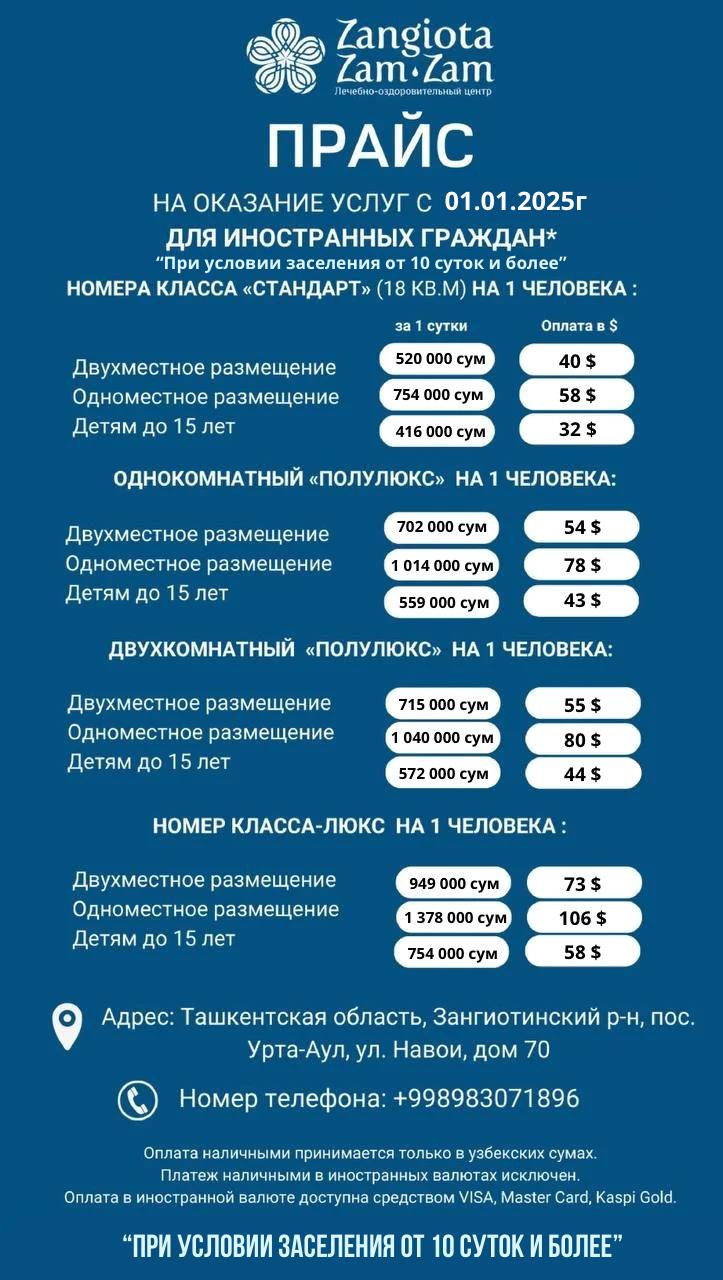 Zangiota
Zam·Zam
Лечебно-оздоровительный центр
ПРАЙС
НА ОКАЗАНИЕ УСЛУГ С 01.01.2025г
ДЛЯ ИНОСТРАННЫХ ГРАЖДАН*
“При условии заселения от 10 суток и более”
НОМЕРА КЛАССА «СТАНДАРТ» (18 КВ.М) НА 1 ЧЕЛОВЕКА :
за 1 сутки Оплата в $
Двухместное размещение 520 000 сум 40 $
Одноместное размещение 754 000 сум 58 $
Детям до 15 лет 416 000 сум 32 $
ОДНОКОМНАТНЫЙ «ПОЛУЛЮКС» НА 1 ЧЕЛОВЕКА:
Двухместное размещение 702 000 сум 54 $
Одноместное размещение 1 014 000 сум 78 $
Детям до 15 лет 559 000 сум 43 $
ДВУХКОМНАТНЫЙ «ПОЛУЛЮКС» НА 1 ЧЕЛОВЕКА:
Двухместное размещение 715 000 сум 55 $
Одноместное размещение 1 040 000 сум 80 $
Детям до 15 лет 572 000 сум 44 $
НОМЕР КЛАССА-ЛЮКС НА 1 ЧЕЛОВЕКА :
Двухместное размещение 949 000 сум 73 $
Одноместное размещение 1 378 000 сум 106 $
Детям до 15 лет 754 000 сум 58 $
Адрес: Ташкентская область, Зангиотинский р-н, пос.
Урта-Аул, ул. Навои, дом 70
Номер телефона: +998983071896
Оплата наличными принимается только в узбекских сумах.
Платеж наличными в иностранных валютах исключен.
Оплата в иностранной валюте доступна средством VISA, Master Card, Kaspi Gold.
“ПРИ УСЛОВИИ ЗАСЕЛЕНИЯ ОТ 10 СУТОК И БОЛЕЕ”